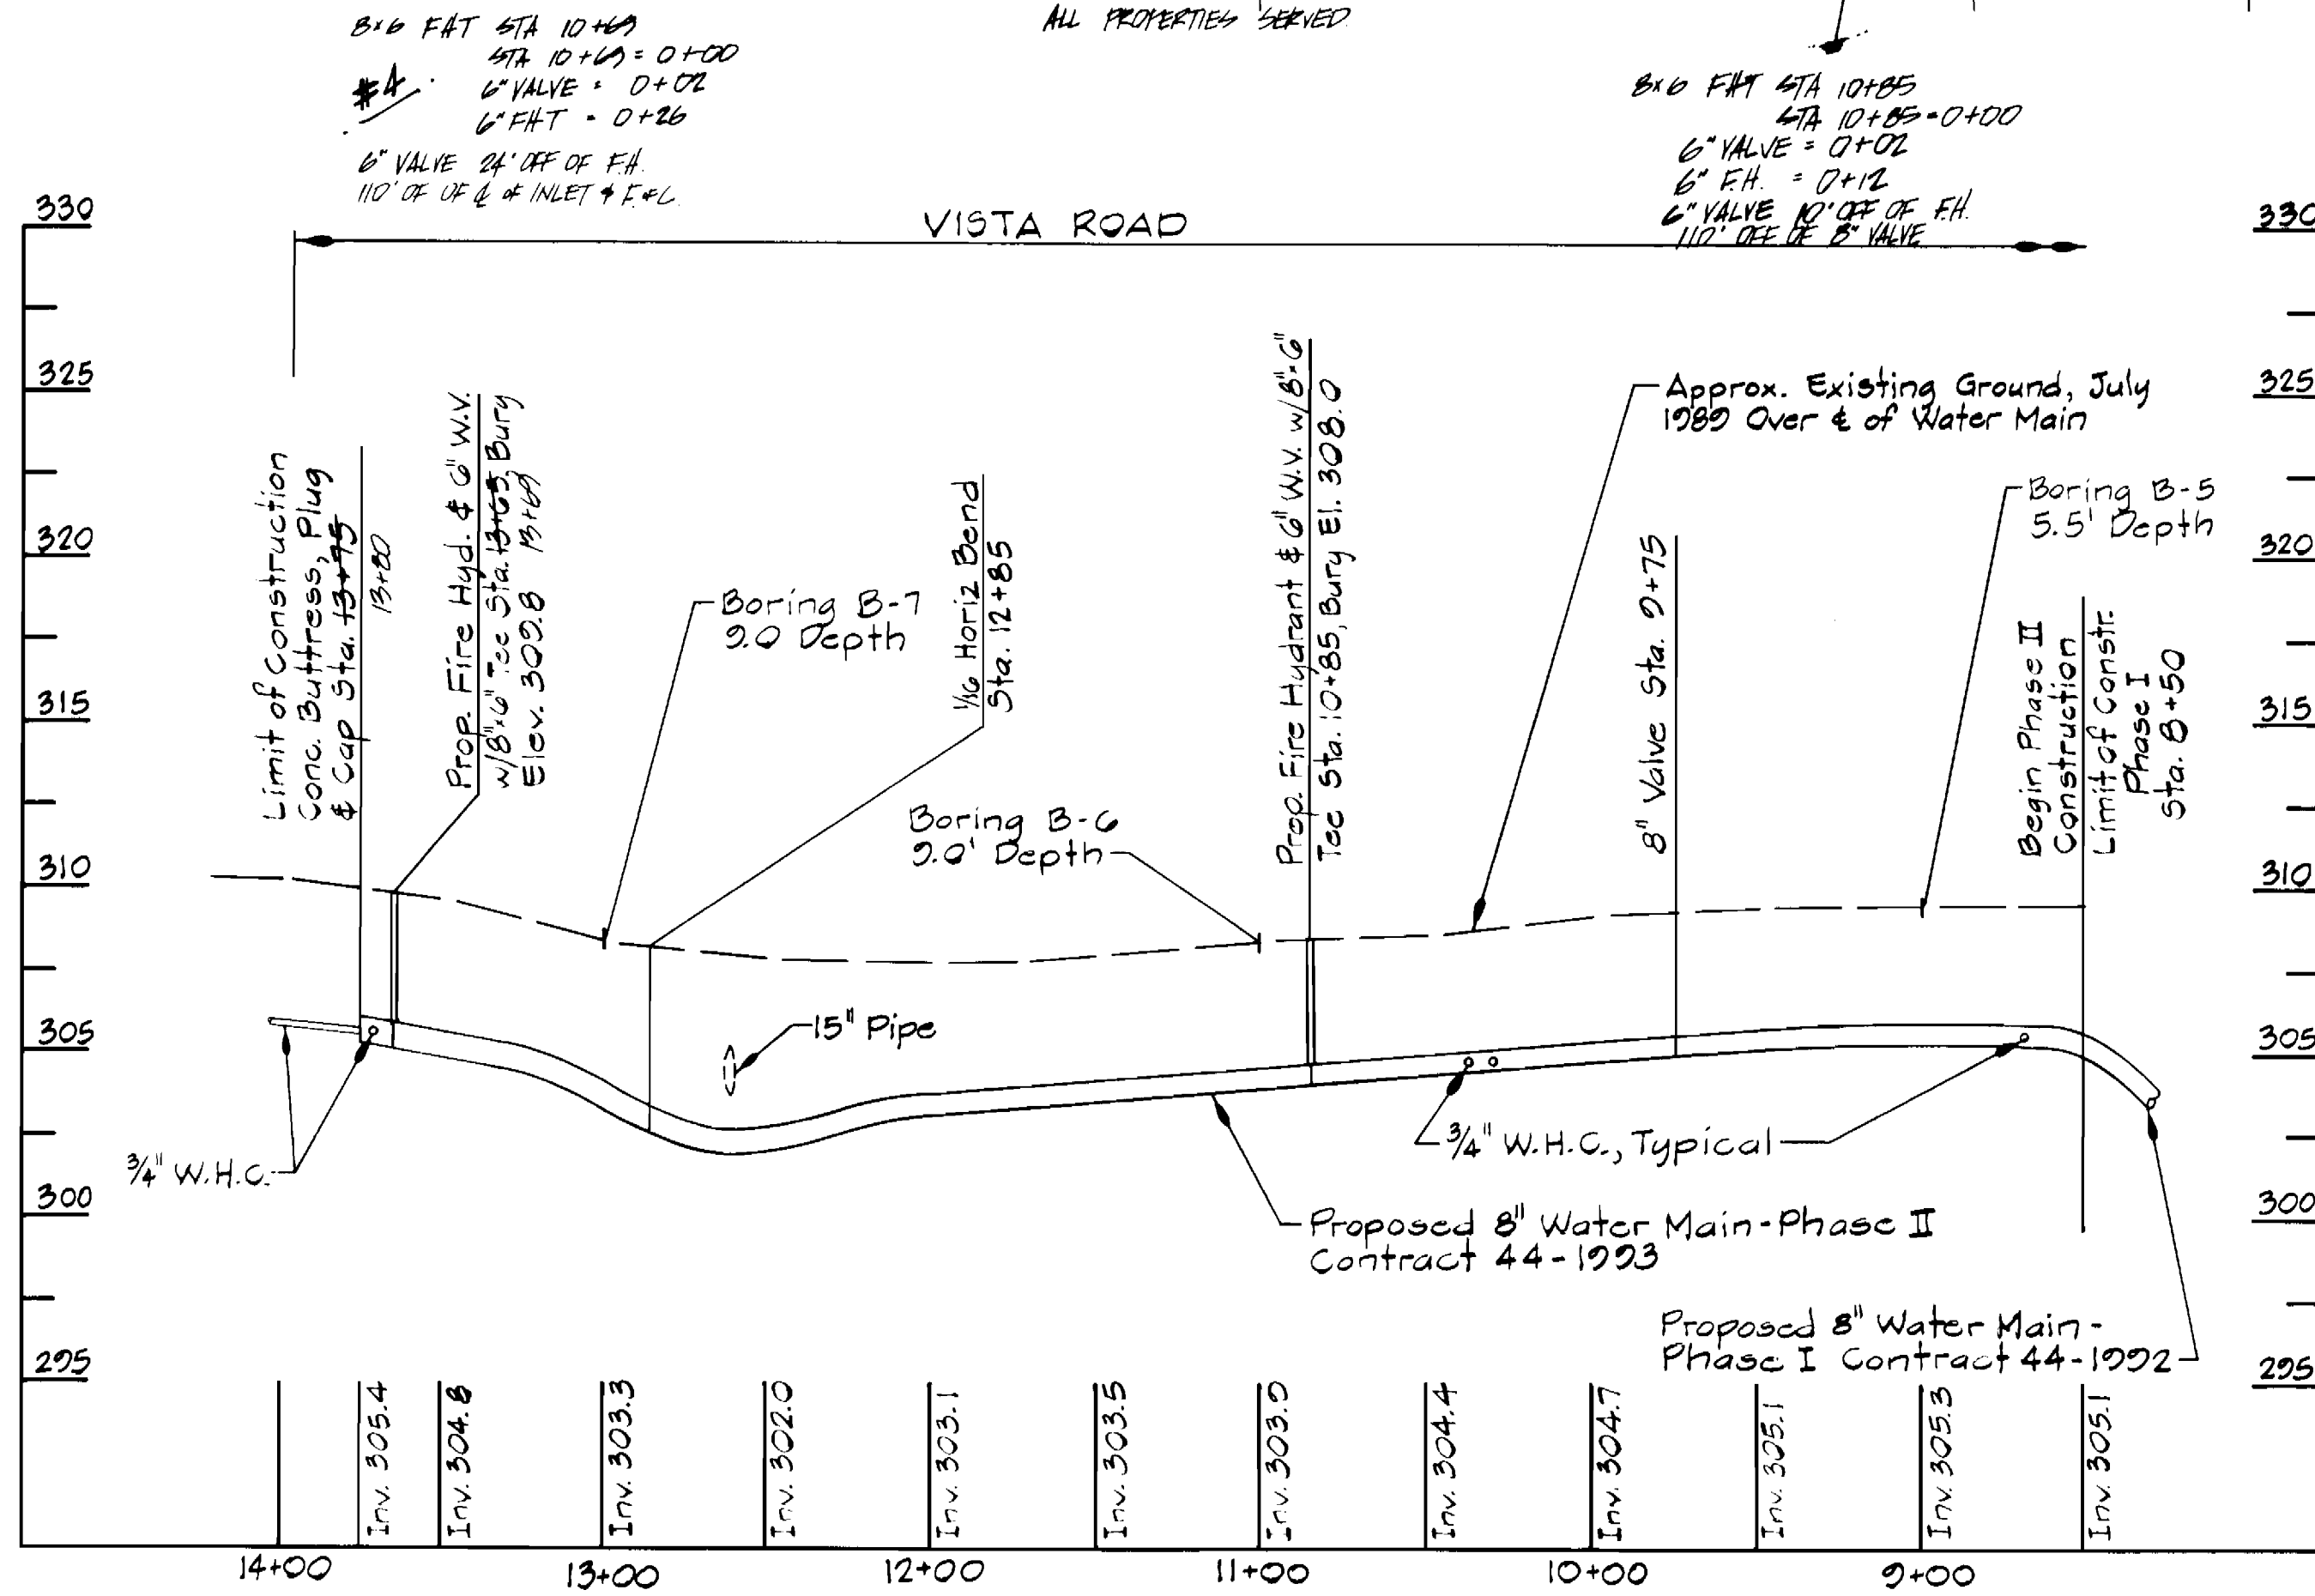 8x6 FHT STA 10+69
STA 10+69 = 0+00
#4
6" VALVE = 0+02
6" FHT = 0+26
6" VALVE 24' OFF OF F.H.
110' OF OF ℄ OF INLET
ALL PROPERTIES SERVED
8x6 FHT STA 10+85
STA 10+85 = 0+00
6" VALVE = 0+02
6" F.H. = 0+12
6" VALVE 10' OFF OF F.H.
110' OFF OF 8" VALVE
VISTA ROAD
330
325
320
315
310
305
300
295
330
325
320
315
310
305
300
295
Limit of Construction
Conc. Buttress, Plug
& Cap Sta. 13+75
13+80
Prop. Fire Hyd. & 6" W.V.
w/8"x6" Tee Sta. 13+65, Bury
Elev. 309.8 13+69
Boring B-7
9.0 Depth
1/16 Horiz Bend
Sta. 12+85
Boring B-6
9.0' Depth
Prop. Fire Hydrant & 6" W.V. w/8"x6"
Tee Sta. 10+85, Bury El. 308.0
Approx. Existing Ground, July
1989 Over ℄ of Water Main
8" Valve Sta. 9+75
Boring B-5
5.5' Depth
Begin Phase II
Construction
Limit of Constr.
Phase I
Sta. 8+50
15" Pipe
3/4" W.H.C.
3/4" W.H.C., Typical
Proposed 8" Water Main-Phase II
Contract 44-1993
Proposed 8" Water Main-
Phase I Contract 44-1992
Inv. 305.4
Inv. 304.8
Inv. 303.3
Inv. 302.0
Inv. 303.1
Inv. 303.5
Inv. 303.9
Inv. 304.4
Inv. 304.7
Inv. 305.1
Inv. 305.3
Inv. 305.1
14+00
13+00
12+00
11+00
10+00
9+00